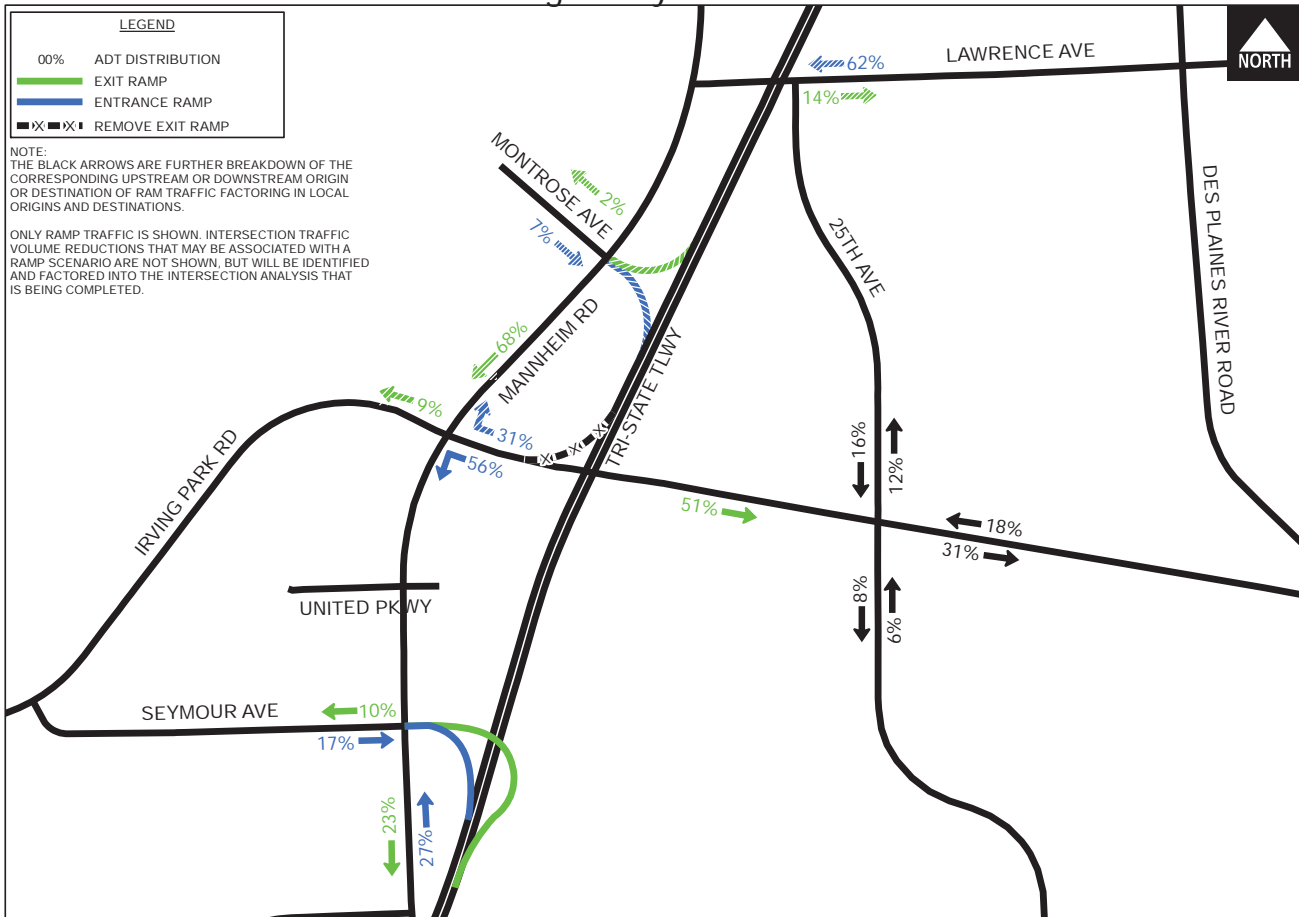 LEGEND
00% ADT DISTRIBUTION
EXIT RAMP
ENTRANCE RAMP
X X REMOVE EXIT RAMP
NOTE:
THE BLACK ARROWS ARE FURTHER BREAKDOWN OF THE
CORRESPONDING UPSTREAM OR DOWNSTREAM ORIGIN
OR DESTINATION OF RAM TRAFFIC FACTORING IN LOCAL
ORIGINS AND DESTINATIONS.
ONLY RAMP TRAFFIC IS SHOWN. INTERSECTION TRAFFIC
VOLUME REDUCTIONS THAT MAY BE ASSOCIATED WITH A
RAMP SCENARIO ARE NOT SHOWN, BUT WILL BE IDENTIFIED
AND FACTORED INTO THE INTERSECTION ANALYSIS THAT
IS BEING COMPLETED.
NORTH
LAWRENCE AVE
62%
14%
MONTROSE AVE
2%
7%
25TH AVE
DES PLAINES RIVER ROAD
MANNHEIM RD
68%
TRI-STATE TLWY
9%
31%
56%
X X X
IRVING PARK RD
51%
16%
12%
18%
31%
8%
6%
UNITED PKWY
SEYMOUR AVE
10%
17%
23%
27%